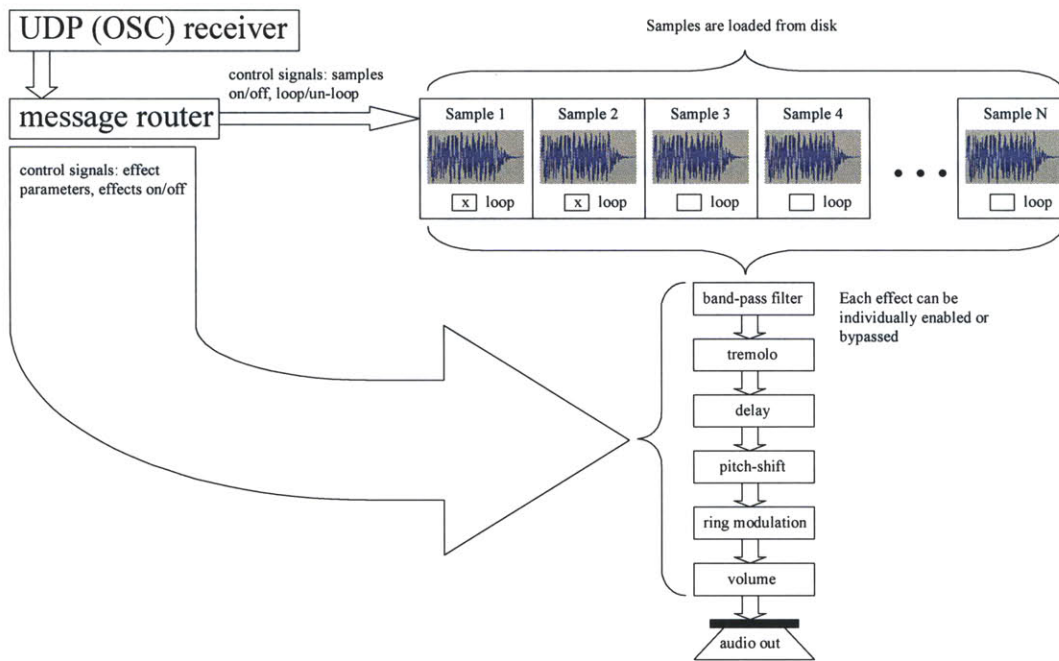 UDP (OSC) receiver
Samples are loaded from disk
control signals: samples
on/off, loop/un-loop
message router
Sample 1
Sample 2
Sample 3
Sample 4
Sample N
control signals: effect
parameters, effects on/off
x loop
x loop
loop
loop
loop
band-pass filter
Each effect can be
individually enabled or
bypassed
tremolo
delay
pitch-shift
ring modulation
volume
audio out